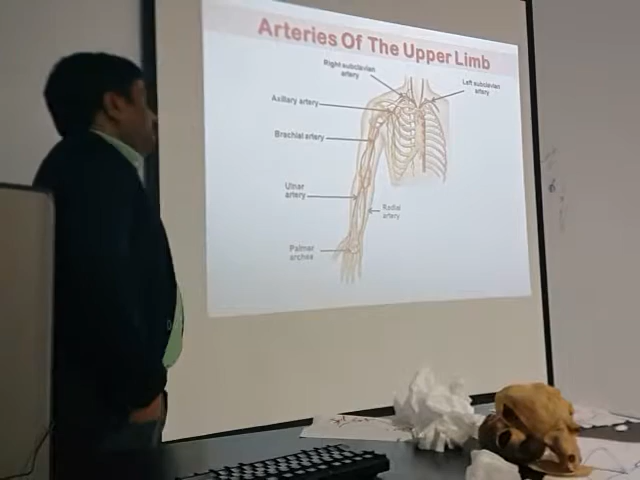 Arteries Of The Upper Limb
Right subclavian
artery
Left subclavian
artery
Axillary artery
Brachial artery
Ulnar
artery
Radial
artery
Palmar
arches